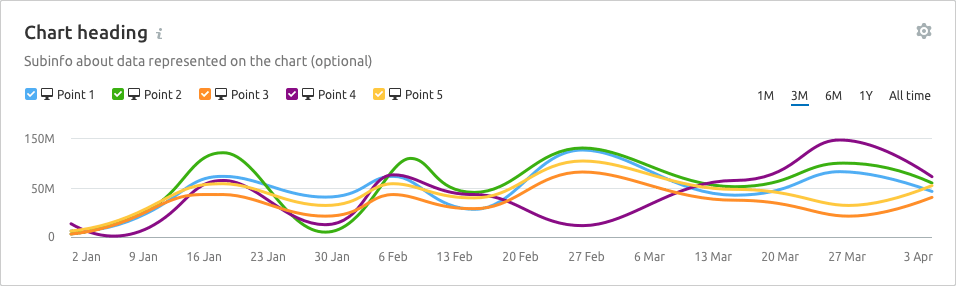 Chart heading
Subinfo about data represented on the chart (optional)
Point 1 Point 2 Point 3 Point 4 Point 5
1M 3M 6M 1Y All time
150M
50M
0
2 Jan 9 Jan 16 Jan 23 Jan 30 Jan 6 Feb 13 Feb 20 Feb 27 Feb 6 Mar 13 Mar 20 Mar 27 Mar 3 Apr